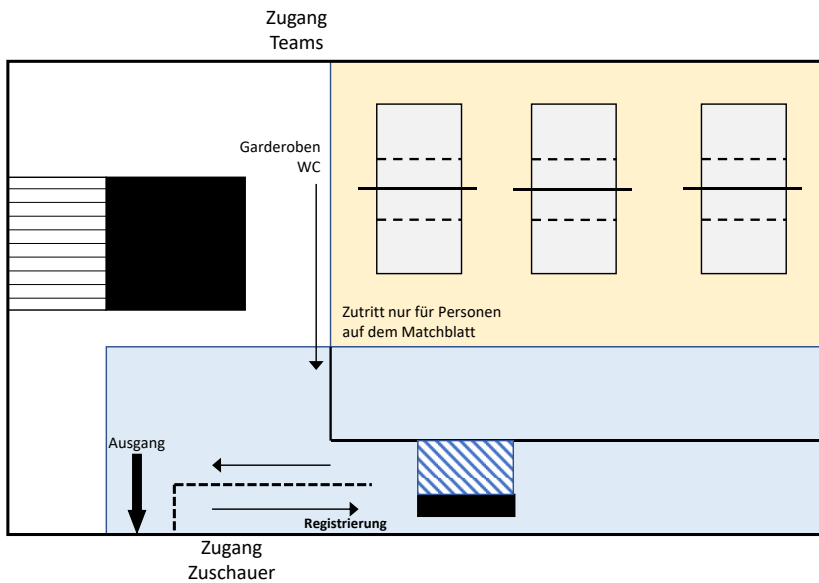 Zugang
Teams
Garderoben
WC
Zutritt nur für Personen
auf dem Matchblatt
Ausgang
Registrierung
Zugang
Zuschauer